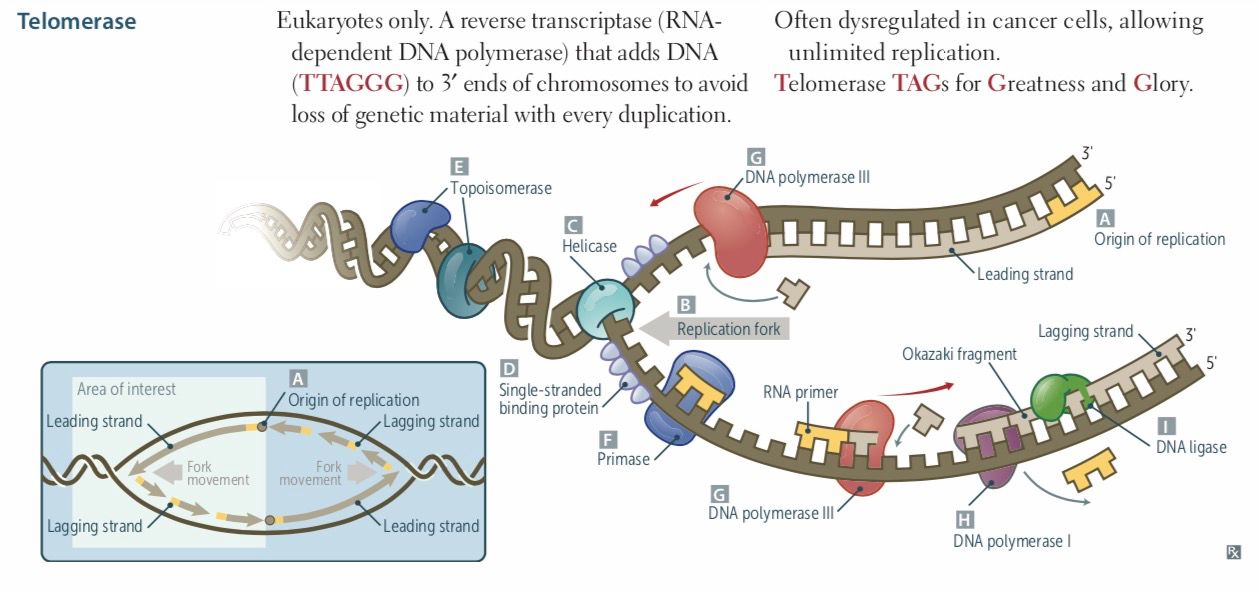 Telomerase
Eukaryotes only. A reverse transcriptase (RNA-
dependent DNA polymerase) that adds DNA
(TTAGGG) to 3′ ends of chromosomes to avoid
loss of genetic material with every duplication.
Often dysregulated in cancer cells, allowing
unlimited replication.
Telomerase TAGs for Greatness and Glory.
E
Topoisomerase
G
DNA polymerase III
3'
5'
A
Origin of replication
C
Helicase
Leading strand
B
Replication fork
D
Single-stranded
binding protein
Lagging strand
3'
5'
Okazaki fragment
RNA primer
F
Primase
I
DNA ligase
G
DNA polymerase III
H
DNA polymerase I
Area of interest
A
Origin of replication
Leading strand
Lagging strand
Fork
movement
Fork
movement
Lagging strand
Leading strand
Rx